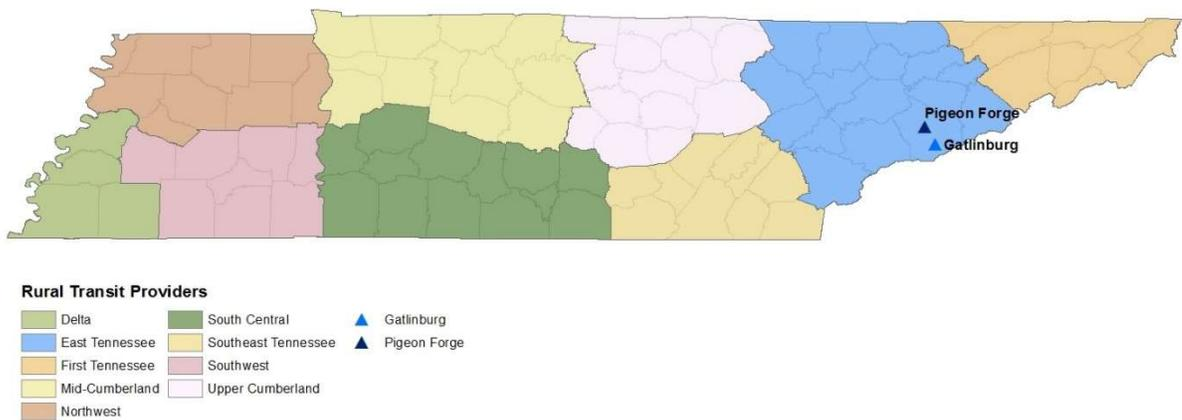 Pigeon Forge
Gatlinburg
Rural Transit Providers
Delta
East Tennessee
First Tennessee
Mid-Cumberland
Northwest
South Central
Southeast Tennessee
Southwest
Upper Cumberland
Gatlinburg
Pigeon Forge